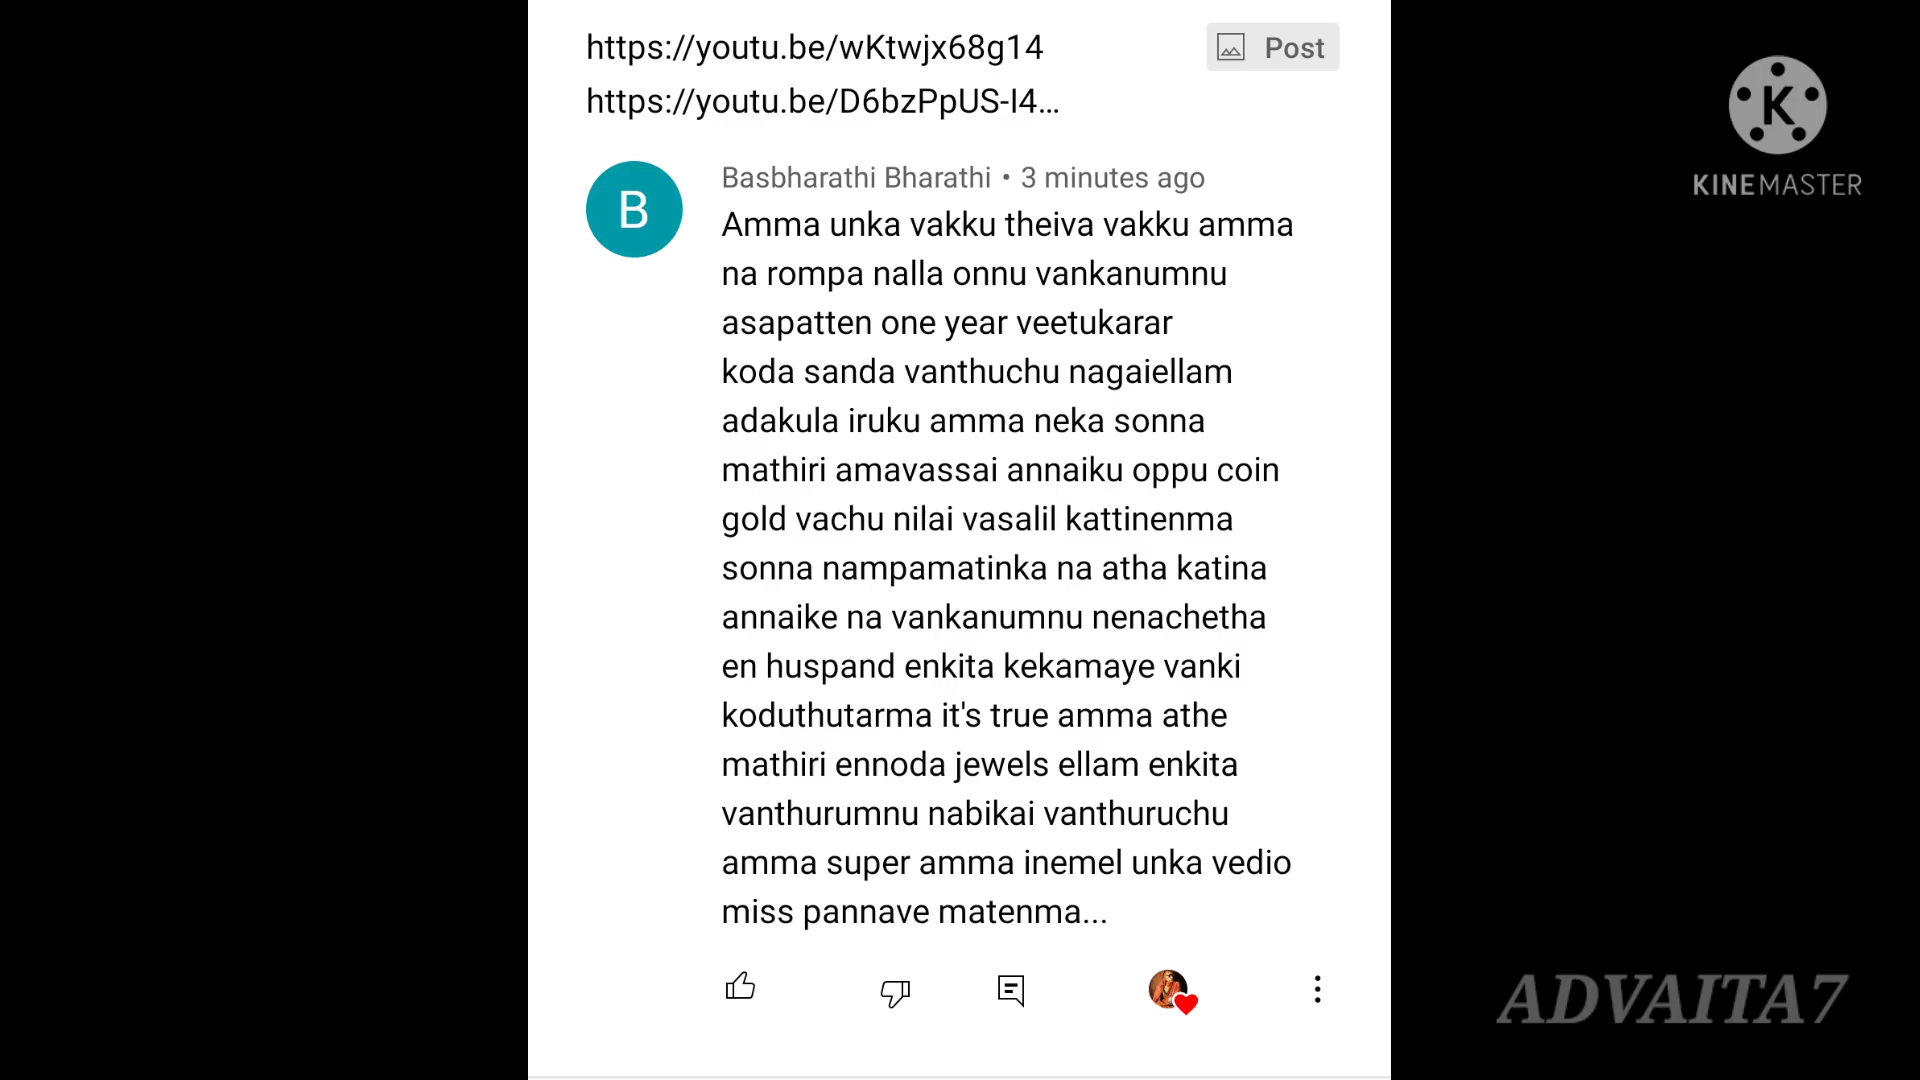 https://youtu.be/wKtwjx68g14
Post
https://youtu.be/D6bzPpUS-I4...
K
KINEMASTER
B
Basbharathi Bharathi • 3 minutes ago
Amma unka vakku theiva vakku amma
na rompa nalla onnu vankanumnu
asapatten one year veetukarar
koda sanda vanthuchu nagaiellam
adakula iruku amma neka sonna
mathiri amavassai annaiku oppu coin
gold vachu nilai vasalil kattinenma
sonna nampamatinka na atha katina
annaike na vankanumnu nenachetha
en huspand enkita kekamaye vanki
koduthutarma it's true amma athe
mathiri ennoda jewels ellam enkita
vanthurumnu nabikai vanthuruchu
amma super amma inemel unka vedio
miss pannave matenma...
ADVAITA7